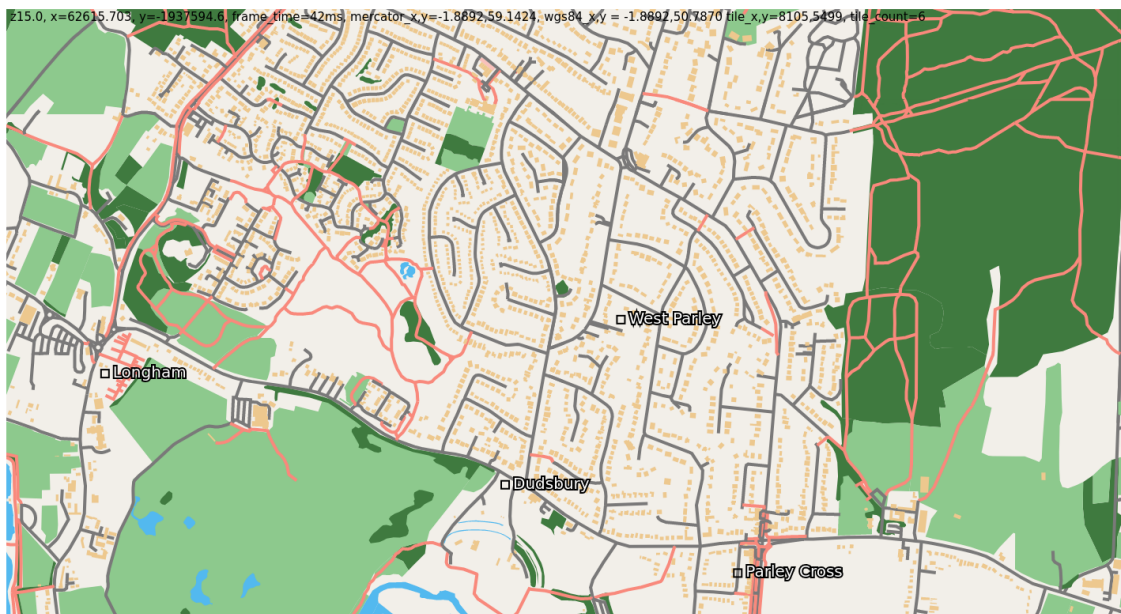 z15.0, x=62615.703, y=-1937594.6, frame_time=42ms, mercator_x,y=-1.8892,59.1424, wgs84_x,y = -1.8892,50.7870 tile_x,y=8105,5499, tile_count=6
West Parley
Longham
Dudsbury
Parley Cross